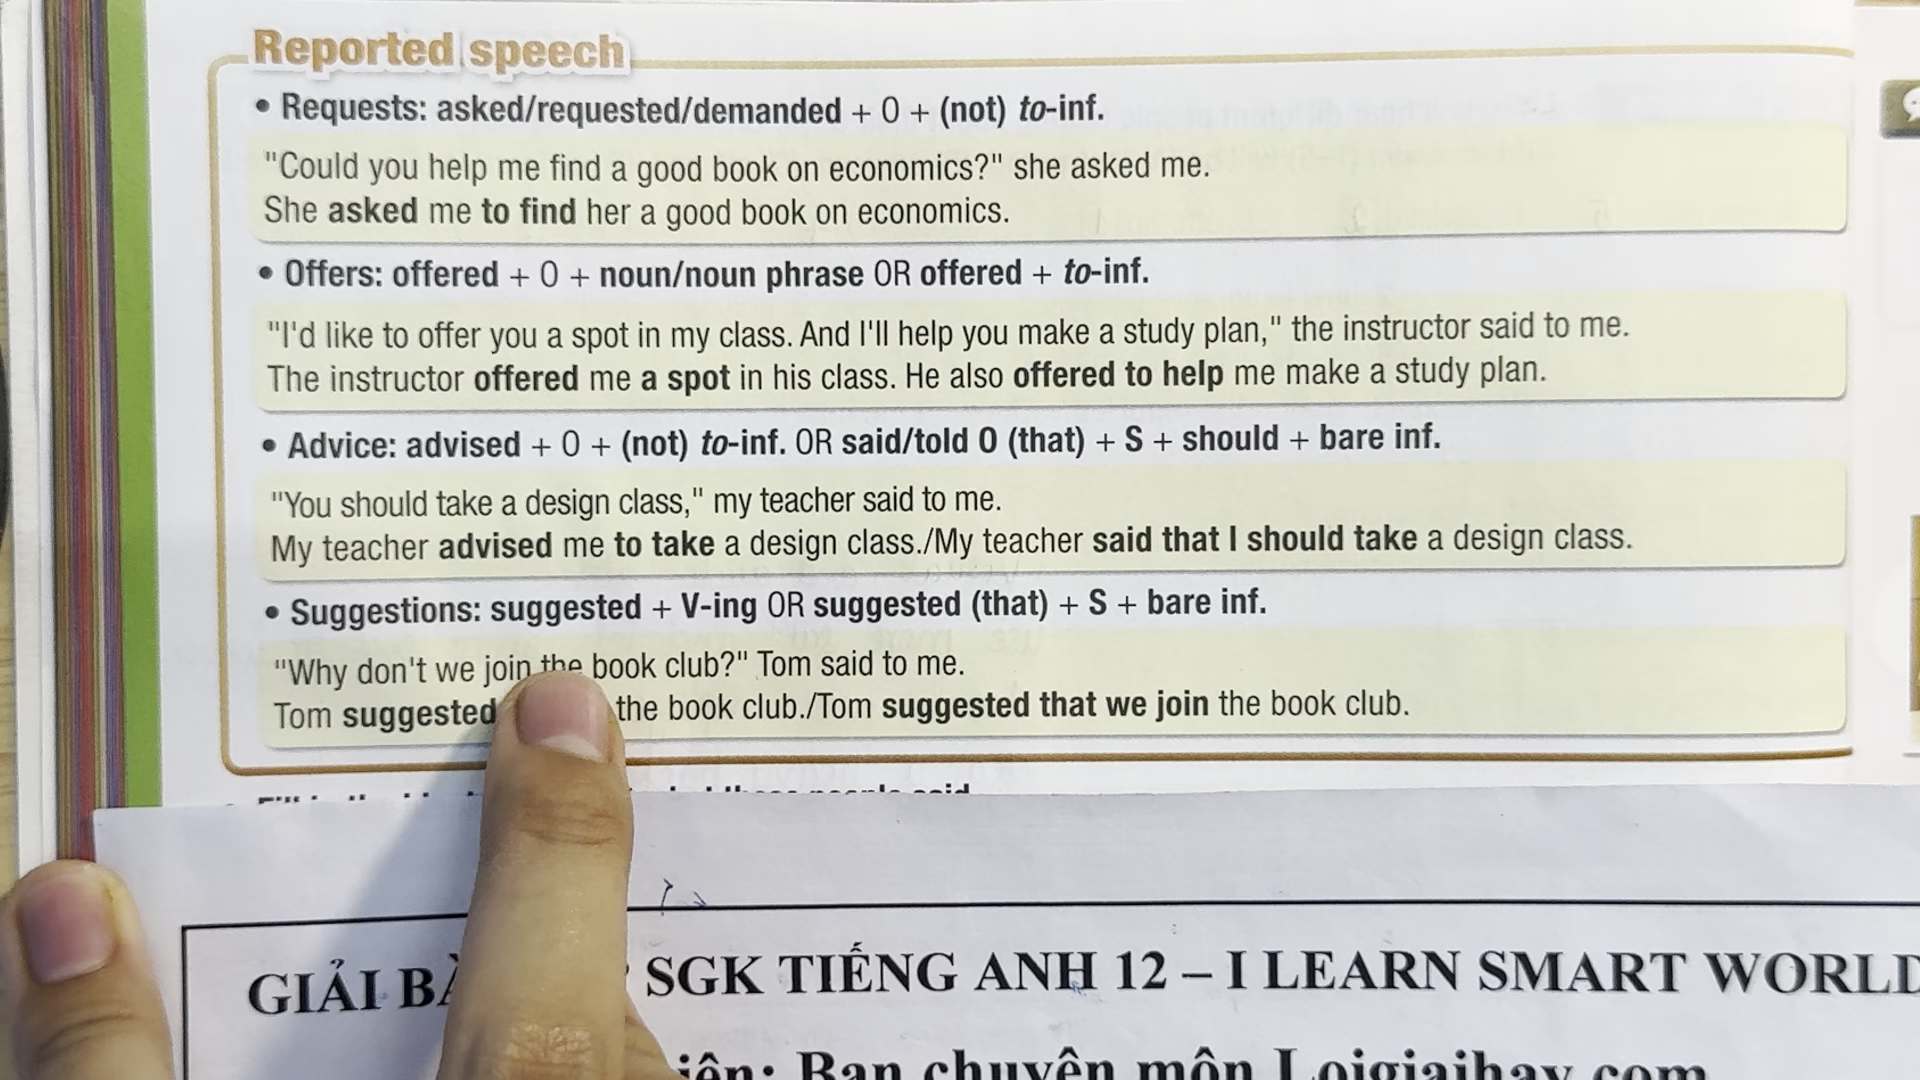 Reported speech
• Requests: asked/requested/demanded + O + (not) to-inf.
"Could you help me find a good book on economics?" she asked me.
She asked me to find her a good book on economics.
• Offers: offered + O + noun/noun phrase OR offered + to-inf.
"I'd like to offer you a spot in my class. And I'll help you make a study plan," the instructor said to me.
The instructor offered me a spot in his class. He also offered to help me make a study plan.
• Advice: advised + O + (not) to-inf. OR said/told O (that) + S + should + bare inf.
"You should take a design class," my teacher said to me.
My teacher advised me to take a design class./My teacher said that I should take a design class.
• Suggestions: suggested + V-ing OR suggested (that) + S + bare inf.
"Why don't we join the book club?" Tom said to me.
Tom suggested the book club./Tom suggested that we join the book club.
GIẢI SGK TIẾNG ANH 12 – I LEARN SMART WORLD
Ban chuyên môn Loigiaihay.com